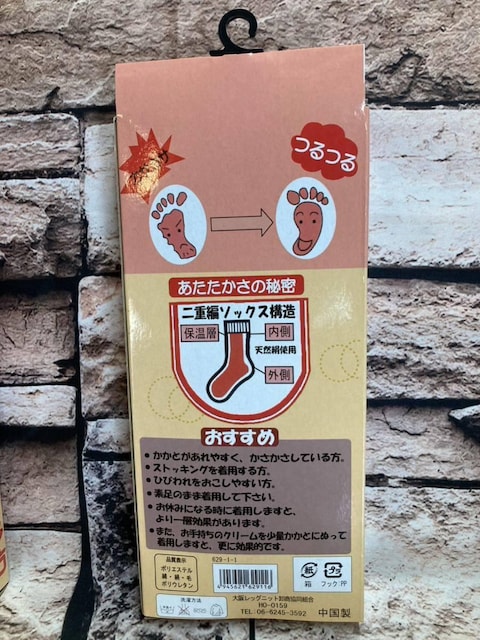 つるつる
あたたかさの秘密
二重編ソックス構造
保温層
内側
天然絹使用
外側
おすすめ
• かかとがあれやすく、かさかさしている方。
• ストッキングを着用する方。
• ひびわれをおこしやすい方。
• 素足のまま着用して下さい。
• お休みになる時に着用しますと、
より一層効果があります。
• また、お手持ちのクリームを少量かかとにぬって
着用しますと、更に効果的です。
品質表示
ポリエステル
綿・絹・毛
ポリウレタン
629-1-1
4945621629116
洗濯方法
大阪レッグニット卸商協同組合
HO-0159
TEL: 06-6245-3592
紙
箱
プラ
フック PP
中国製